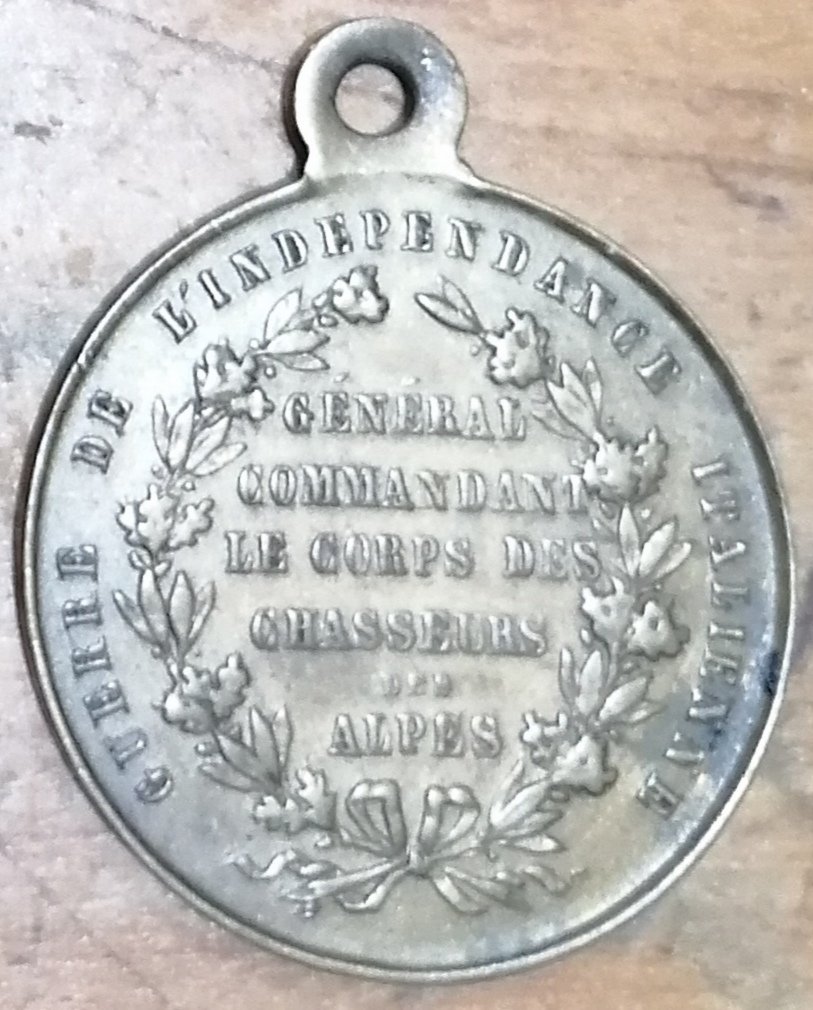 GUERRE DE L'INDEPENDANCE ITALIENNE
GÉNÉRAL
COMMANDANT
LE CORPS DES
CHASSEURS
DES
ALPES